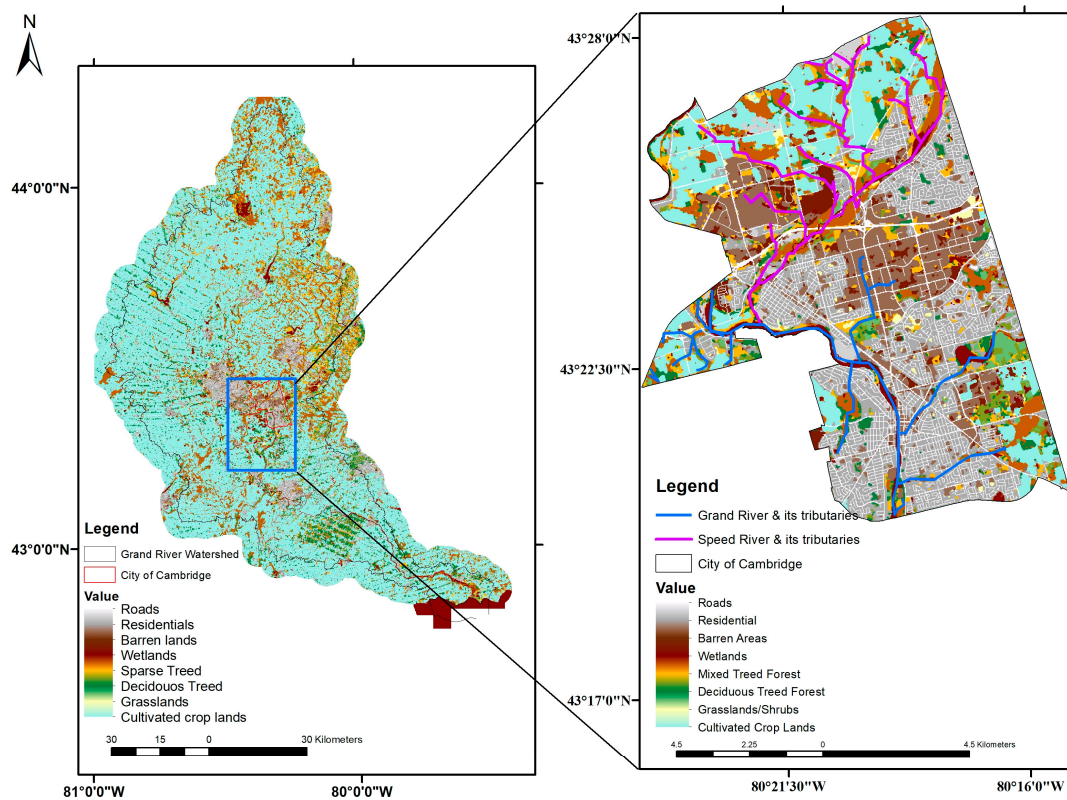 N
44°0'0"N
43°0'0"N
81°0'0"W
80°0'0"W
Legend
Grand River Watershed
City of Cambridge
Value
Roads
Residentials
Barren lands
Wetlands
Sparse Treed
Deciduos Treed
Grasslands
Cultivated crop lands
30 15 0 30 Kilometers
43°28'0"N
43°22'30"N
43°17'0"N
80°21'30"W
80°16'0"W
Legend
Grand River & its tributaries
Speed River & its tributaries
City of Cambridge
Value
Roads
Residential
Barren Areas
Wetlands
Mixed Treed Forest
Deciduous Treed Forest
Grasslands/Shrubs
Cultivated Crop Lands
4.5 2.25 0 4.5 Kilometers